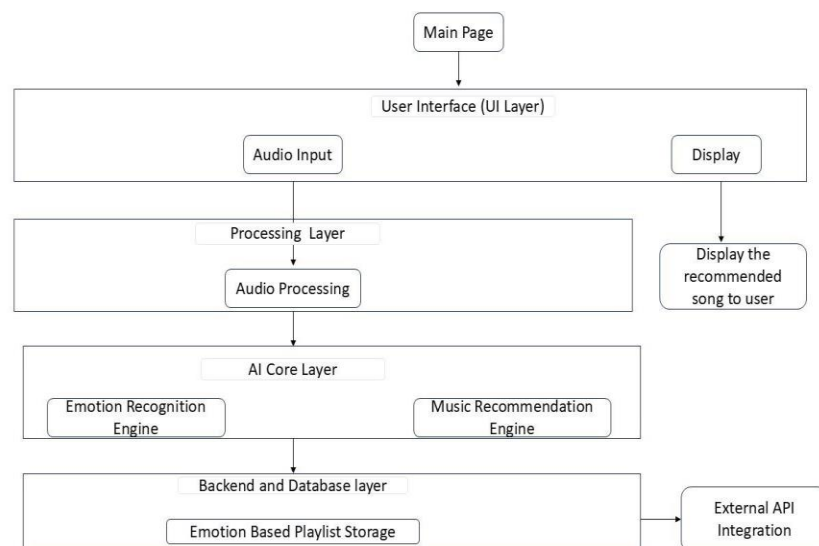 Main Page
User Interface (UI Layer)
Audio Input
Display
Processing Layer
Audio Processing
Display the
recommended
song to user
AI Core Layer
Emotion Recognition
Engine
Music Recommendation
Engine
Backend and Database layer
Emotion Based Playlist Storage
External API
Integration